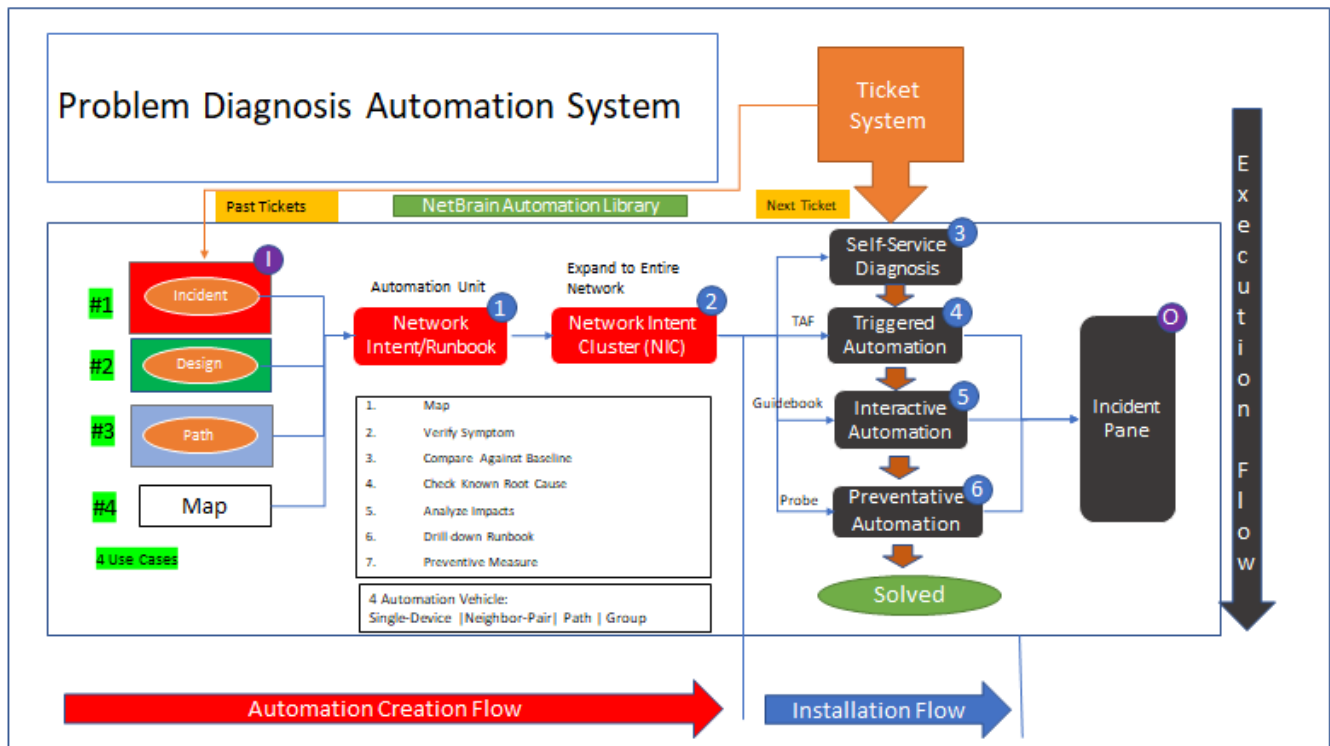 Problem Diagnosis Automation System
Ticket
System
Past Tickets
NetBrain Automation Library
Next Ticket
Execution Flow
#1
Incident
I
#2
Design
#3
Path
#4
Map
4 Use Cases
Automation Unit
Network
Intent/Runbook
1
Expand to Entire
Network
Network Intent
Cluster (NIC)
2
1. Map
2. Verify Symptom
3. Compare Against Baseline
4. Check Known Root Cause
5. Analyze Impacts
6. Drill down Runbook
7. Preventive Measure
4 Automation Vehicle:
Single-Device |Neighbor-Pair| Path | Group
Self-Service
Diagnosis
3
TAF
Triggered
Automation
4
Guidebook
Interactive
Automation
5
Probe
Preventative
Automation
6
Solved
Incident
Pane
O
Automation Creation Flow
Installation Flow